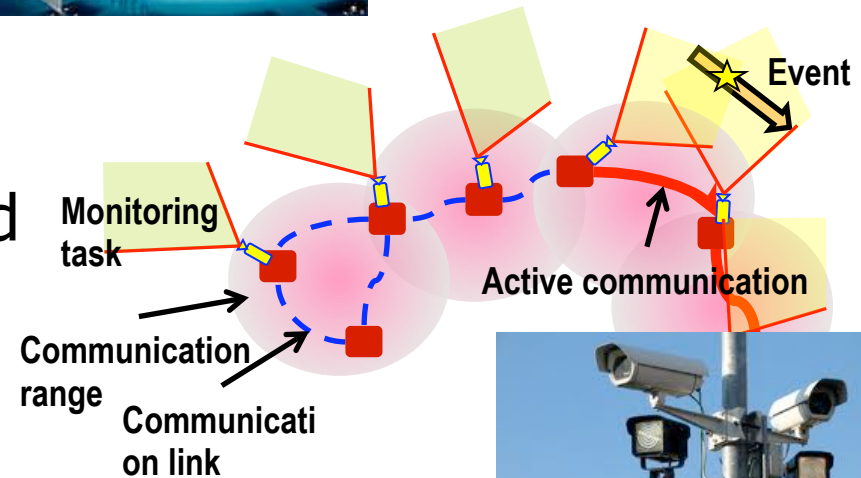 Event
d
Monitoring
task
Active communication
Communication
range
Communicati
on link